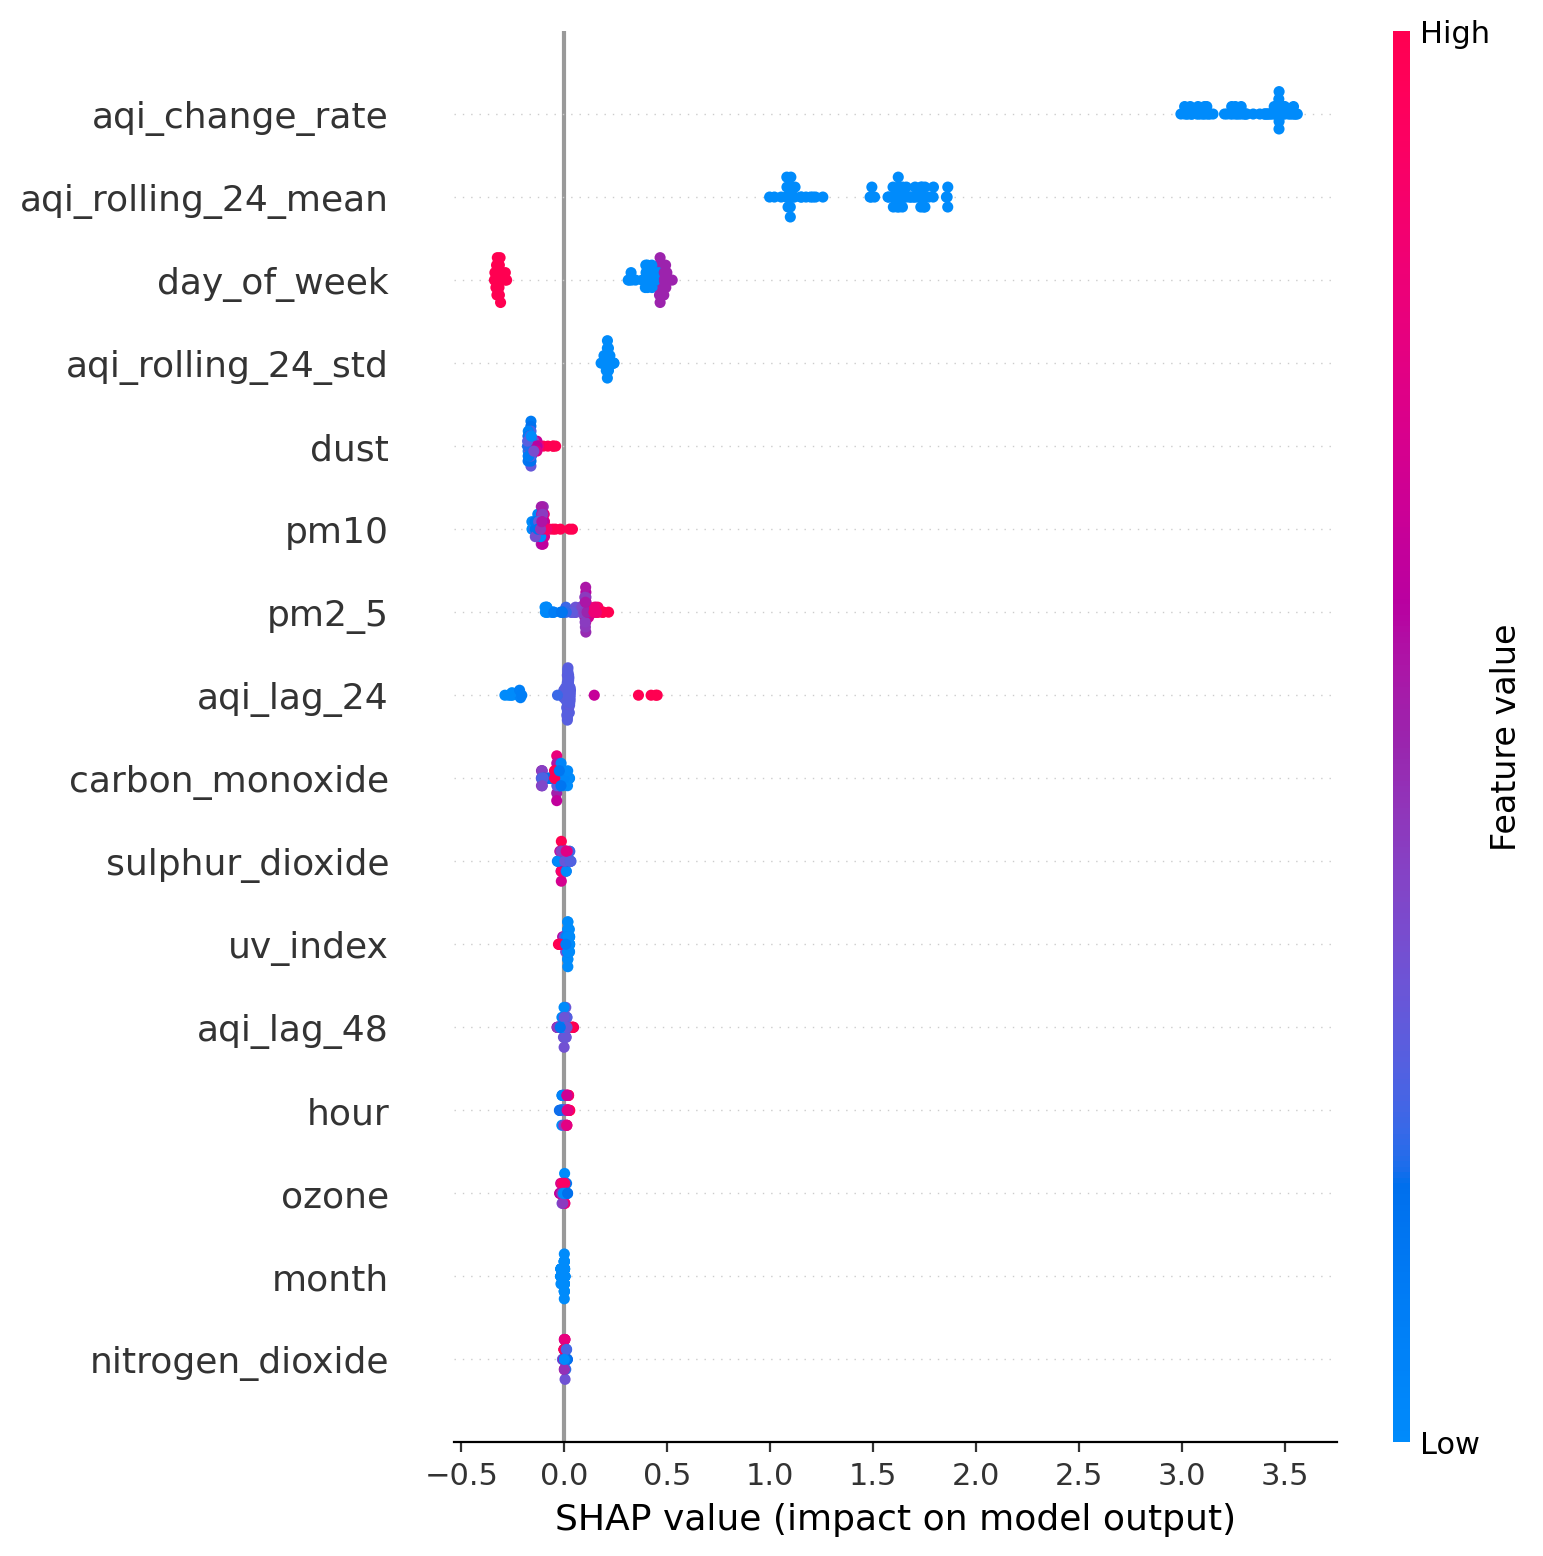 High
aqi_change_rate
aqi_rolling_24_mean
day_of_week
aqi_rolling_24_std
dust
pm10
pm2_5
aqi_lag_24
carbon_monoxide
sulphur_dioxide
uv_index
aqi_lag_48
hour
ozone
month
nitrogen_dioxide
Feature value
Low
−0.5 0.0 0.5 1.0 1.5 2.0 2.5 3.0 3.5
SHAP value (impact on model output)